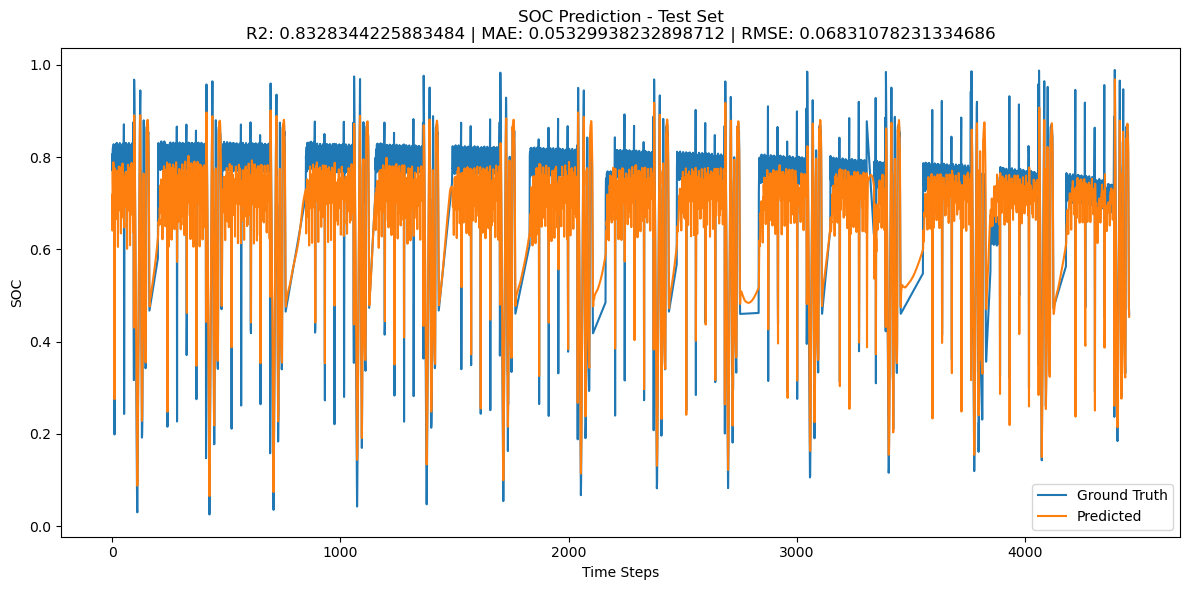 SOC Prediction - Test Set
R2: 0.8328344225883484 | MAE: 0.05329938232898712 | RMSE: 0.06831078231334686
SOC
1.0
0.8
0.6
0.4
0.2
0.0
0 1000 2000 3000 4000
Time Steps
Ground Truth
Predicted